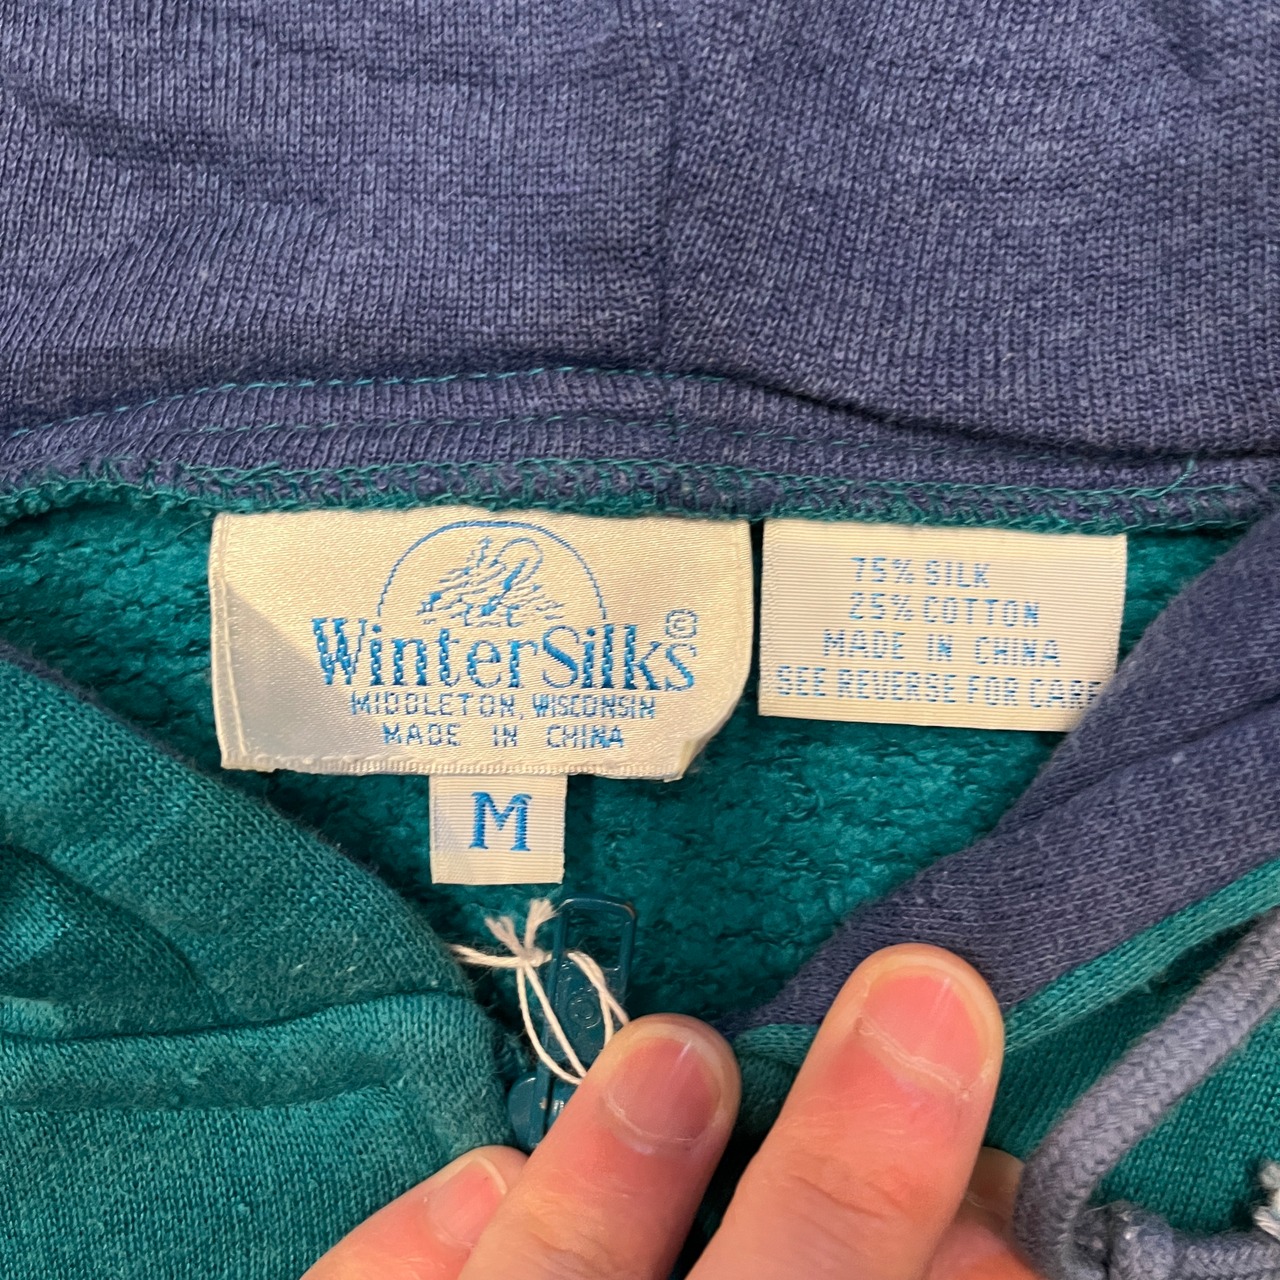 WinterSilks®
MIDDLETON, WISCONSIN
MADE IN CHINA
M
75% SILK
25% COTTON
MADE IN CHINA
SEE REVERSE FOR CARE